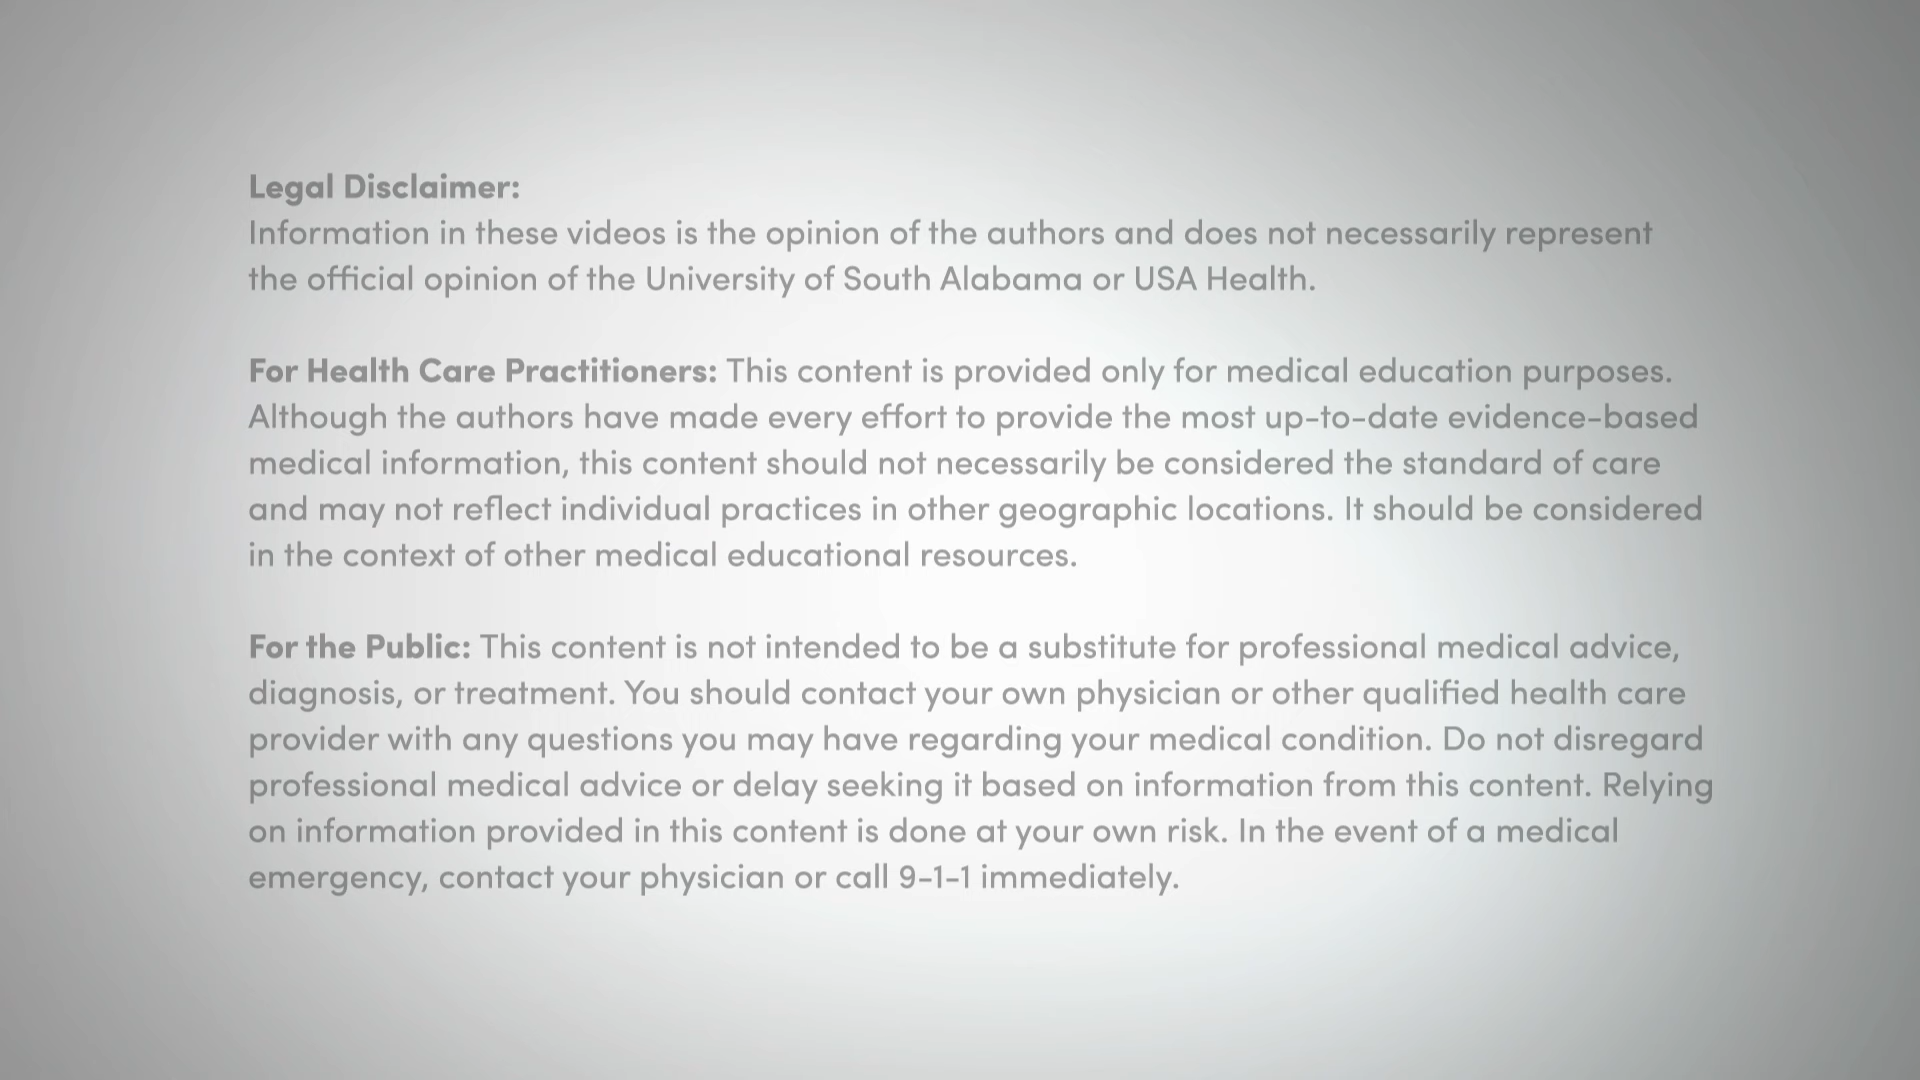 Legal Disclaimer:
Information in these videos is the opinion of the authors and does not necessarily represent
the official opinion of the University of South Alabama or USA Health.
For Health Care Practitioners: This content is provided only for medical education purposes.
Although the authors have made every effort to provide the most up-to-date evidence-based
medical information, this content should not necessarily be considered the standard of care
and may not reflect individual practices in other geographic locations. It should be considered
in the context of other medical educational resources.
For the Public: This content is not intended to be a substitute for professional medical advice,
diagnosis, or treatment. You should contact your own physician or other qualified health care
provider with any questions you may have regarding your medical condition. Do not disregard
professional medical advice or delay seeking it based on information from this content. Relying
on information provided in this content is done at your own risk. In the event of a medical
emergency, contact your physician or call 9-1-1 immediately.